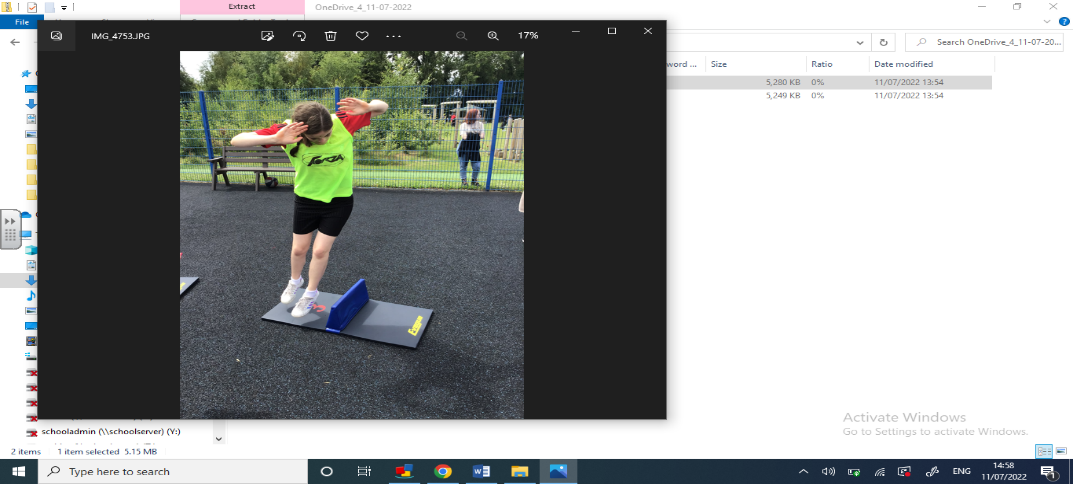 Extract
OneDrive_4_11-07-2022
File
IMG_4753.JPG
17%
Search OneDrive_4_11-07-20...
word ...
Size
Ratio
Date modified
5,280 KB
0%
11/07/2022 13:54
5,249 KB
0%
11/07/2022 13:54
schooladmin (\\schoolserver) (Y:)
2 items
1 item selected 5.15 MB
Activate Windows
Go to Settings to activate Windows.
Type here to search
ENG
14:58
11/07/2022